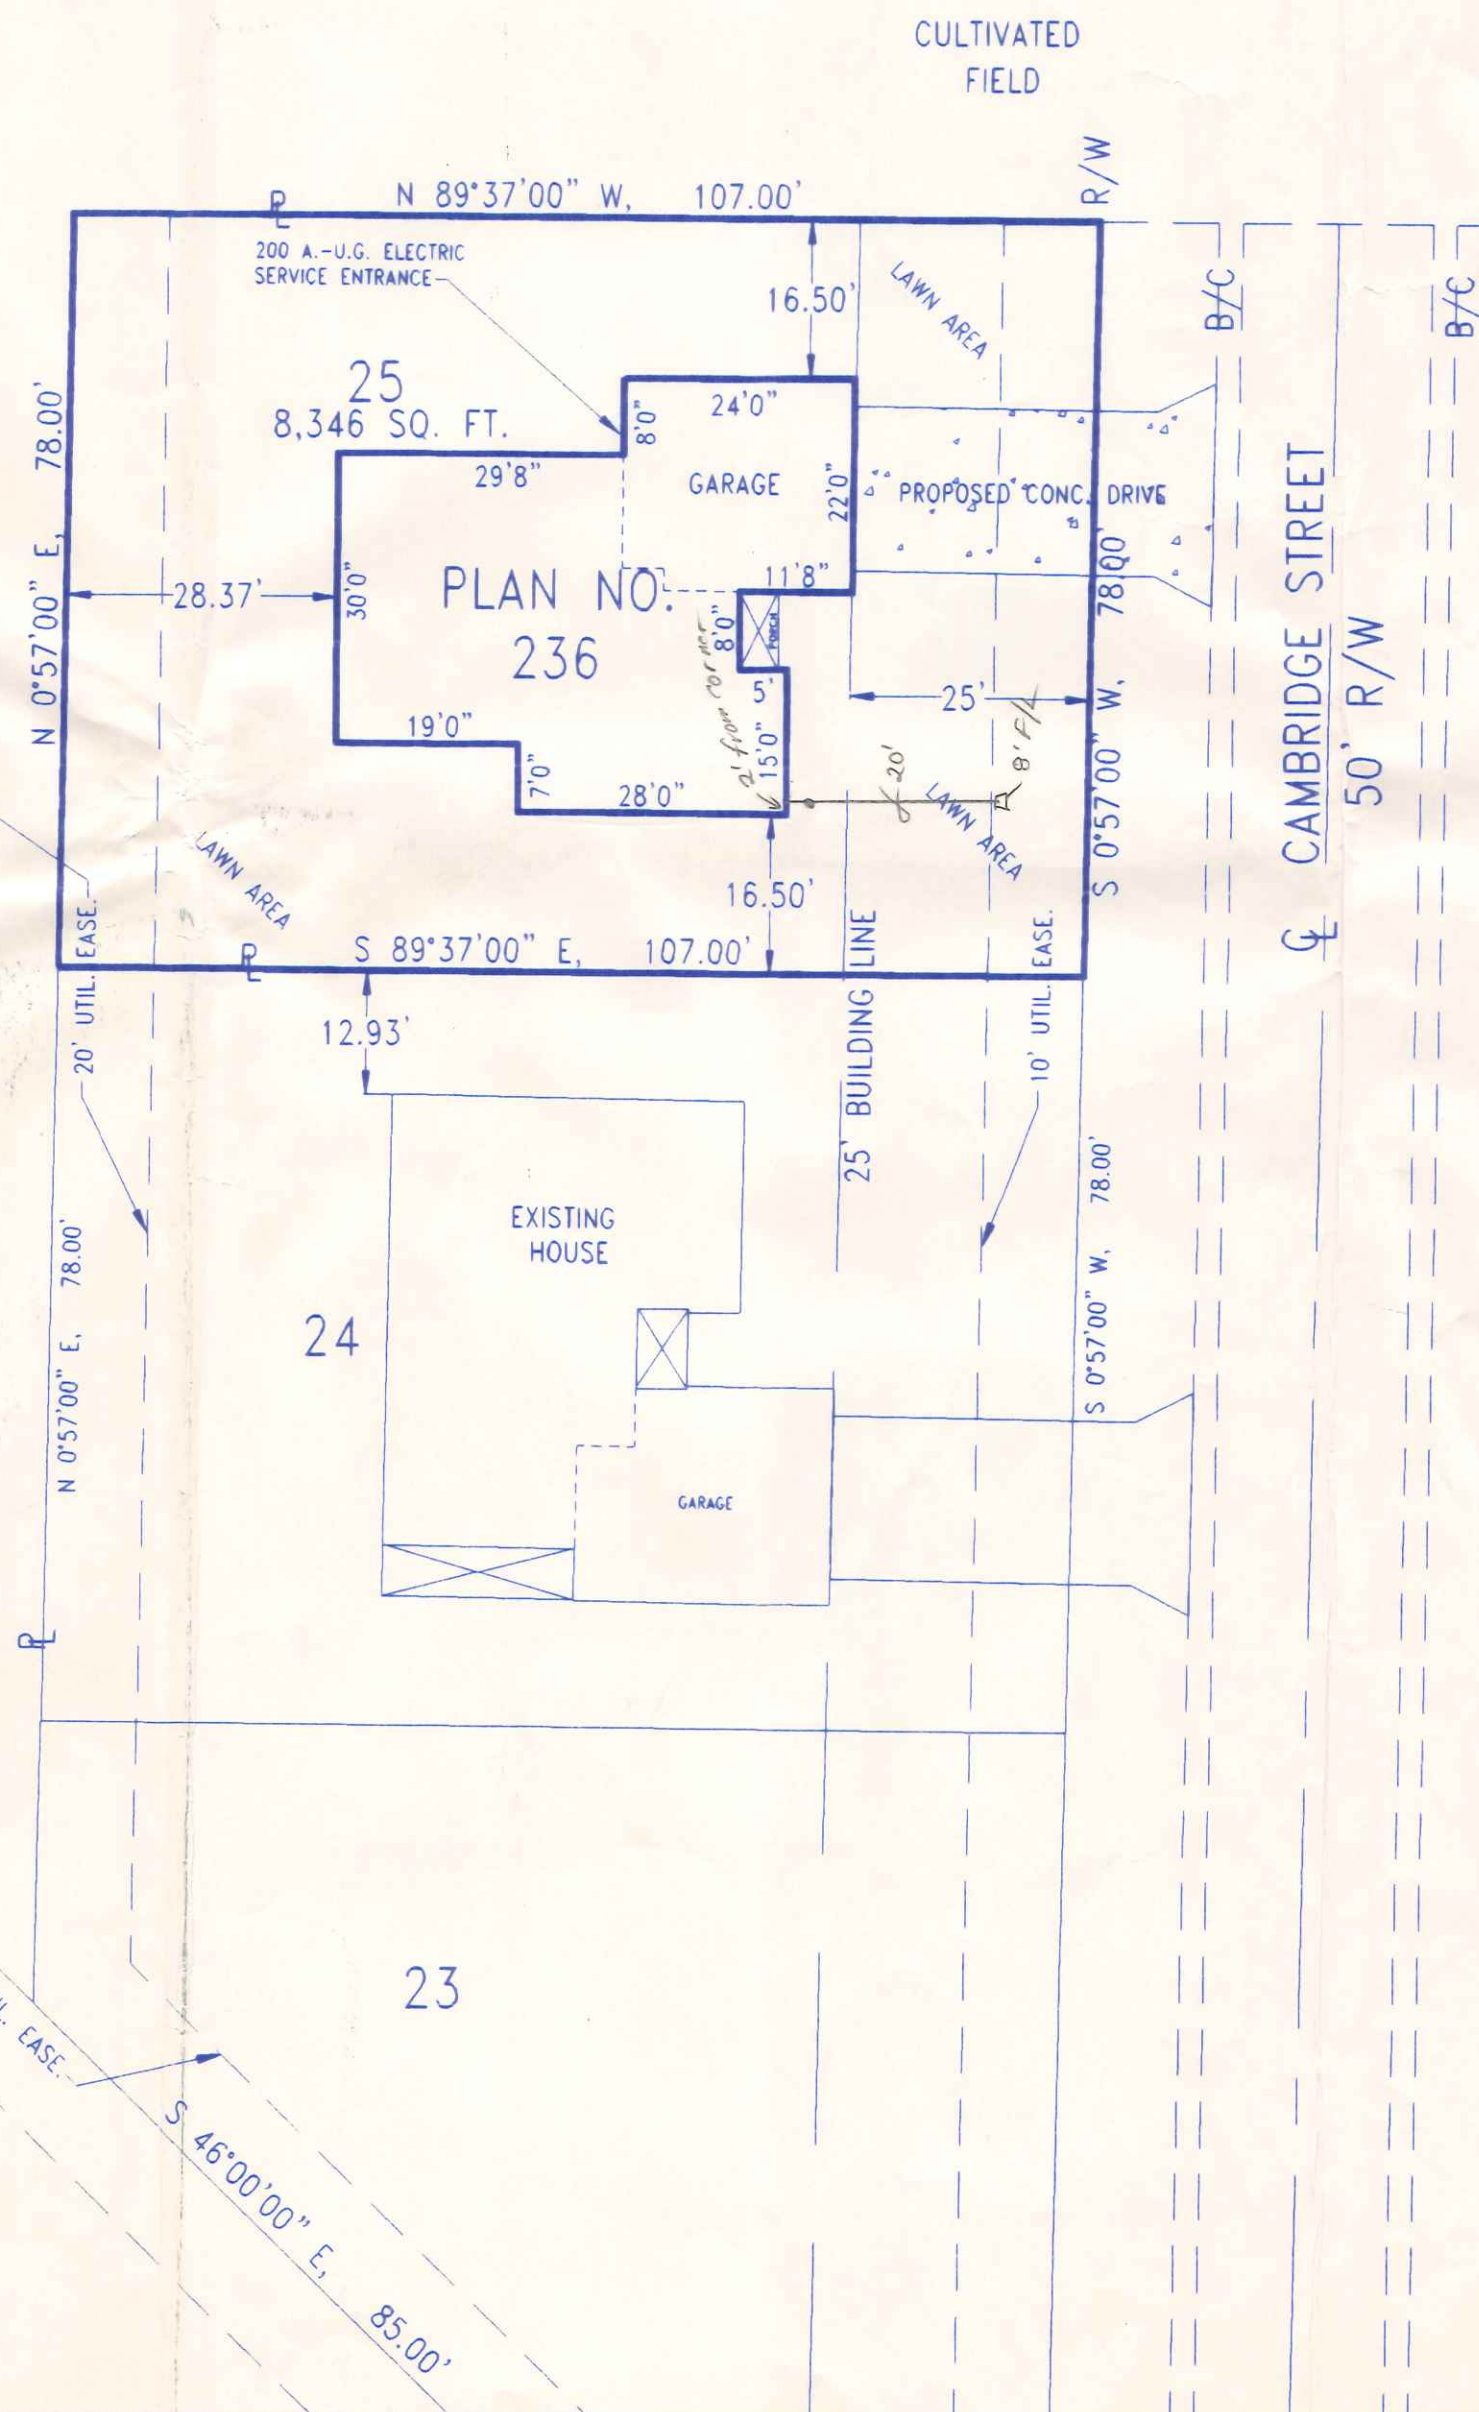 CULTIVATED
FIELD
R/W
N 89°37'00" W, 107.00'
200 A.-U.G. ELECTRIC
SERVICE ENTRANCE
16.50'
LAWN AREA
B/C
B/C
25
8,346 SQ. FT.
N 0°57'00" E, 78.00'
24'0"
8'0"
29'8"
GARAGE
22'0"
PROPOSED CONC. DRIVE
28.37'
30'0"
PLAN NO.
236
11'8"
8'0"
PORCH
5'
15'0"
2' from corner
25'
20'
8' F/L
19'0"
7'0"
28'0"
LAWN AREA
LAWN AREA
S 0°57'00" W, 78.00'
CAMBRIDGE STREET
50' R/W
16.50'
S 89°37'00" E, 107.00'
20' UTIL. EASE.
25' BUILDING LINE
10' UTIL. EASE.
12.93'
EXISTING
HOUSE
24
N 0°57'00" E, 78.00'
S 0°57'00" W, 78.00'
GARAGE
23
EASE.
S 46°00'00" E, 85.00'